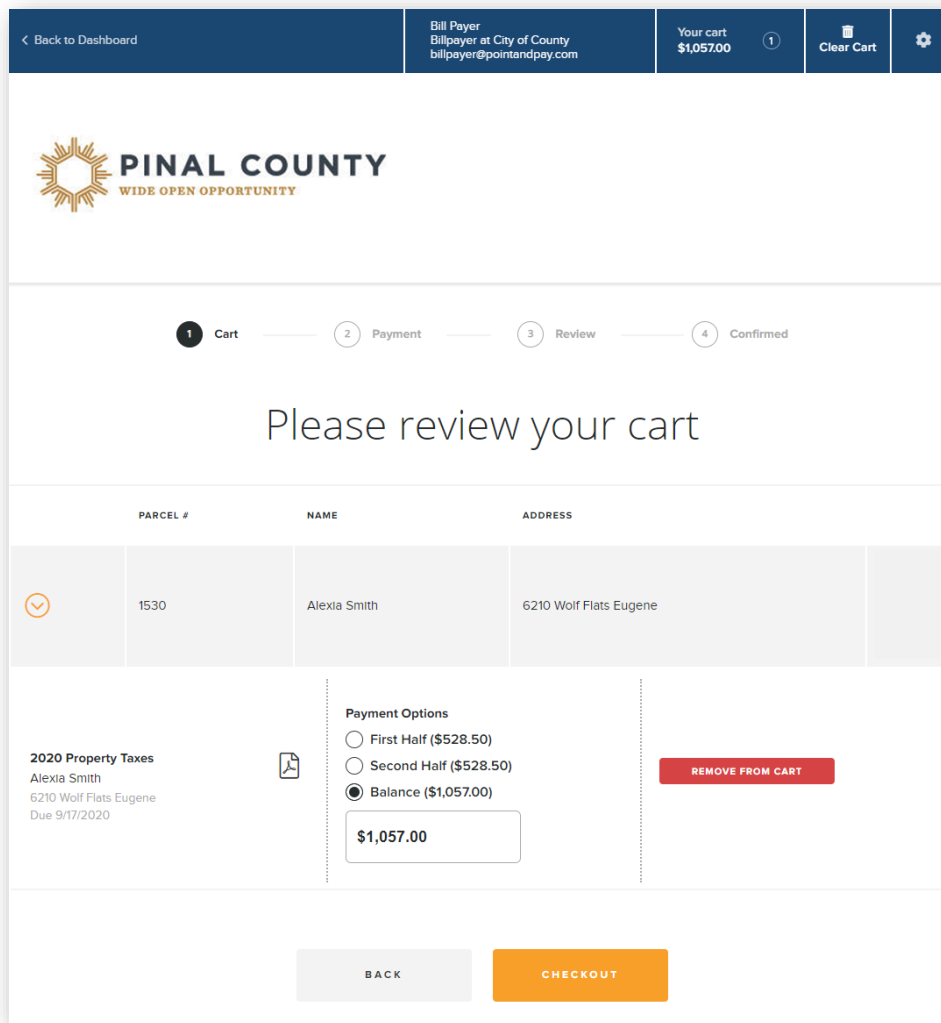 Back to Dashboard
Bill Payer
Billpayer at City of County
billpayer@pointandpay.com
Your cart
$1,057.00
1
Clear Cart
PINAL COUNTY
WIDE OPEN OPPORTUNITY
1 Cart
2 Payment
3 Review
4 Confirmed
Please review your cart
PARCEL # NAME ADDRESS
1530 Alexia Smith 6210 Wolf Flats Eugene
2020 Property Taxes
Alexia Smith
6210 Wolf Flats Eugene
Due 9/17/2020
Payment Options
First Half ($528.50)
Second Half ($528.50)
Balance ($1,057.00)
$1,057.00
REMOVE FROM CART
BACK
CHECKOUT